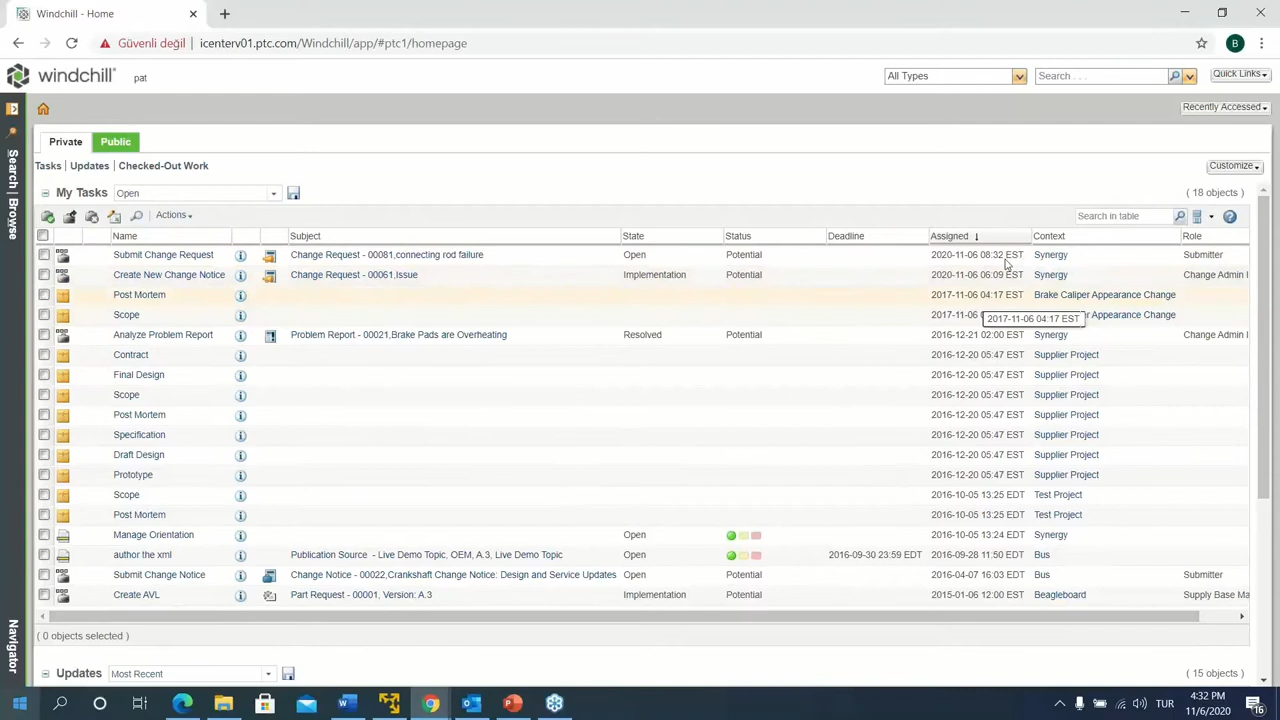 Windchill - Home
Güvenli değil icenterv01.ptc.com/Windchill/app/#ptc1/homepage
B
windchill pat All Types Search . . . Quick Links
Recently Accessed
Private Public
Tasks | Updates | Checked-Out Work Customize
My Tasks Open ( 18 objects )
Actions Search in table
Name Subject State Status Deadline Assigned Context Role
Submit Change Request Change Request - 00081,connecting rod failure Open Potential 2020-11-06 08:32 EST Synergy Submitter
Create New Change Notice Change Request - 00061,Issue Implementation Potential 2020-11-06 06:09 EST Synergy Change Admin I
Post Mortem 2017-11-06 04:17 EST Brake Caliper Appearance Change
Scope 2017-11-06 Appearance Change
2017-11-06 04:17 EST
Analyze Problem Report Problem Report - 00021,Brake Pads are Overheating Resolved Potential 2016-12-21 02:00 EST Synergy Change Admin I
Contract 2016-12-20 05:47 EST Supplier Project
Final Design 2016-12-20 05:47 EST Supplier Project
Scope 2016-12-20 05:47 EST Supplier Project
Post Mortem 2016-12-20 05:47 EST Supplier Project
Specification 2016-12-20 05:47 EST Supplier Project
Draft Design 2016-12-20 05:47 EST Supplier Project
Prototype 2016-12-20 05:47 EST Supplier Project
Scope 2016-10-05 13:25 EDT Test Project
Post Mortem 2016-10-05 13:25 EDT Test Project
Manage Orientation Open 2016-10-05 13:24 EDT Synergy
author the xml Publication Source - Live Demo Topic, OEM, A.3, Live Demo Topic Open 2016-09-30 23:59 EDT 2016-09-28 11:50 EDT Bus
Submit Change Notice Change Notice - 00022,Crankshaft Change Notice: Design and Service Updates Open Potential 2016-04-07 16:03 EDT Bus Submitter
Create AVL Part Request - 00001, Version: A.3 Implementation Potential 2015-01-06 12:00 EST Beagleboard Supply Base Ma
( 0 objects selected )
Updates Most Recent ( 15 objects )
Search | Browse
Navigator
TUR 4:32 PM
11/6/2020 16